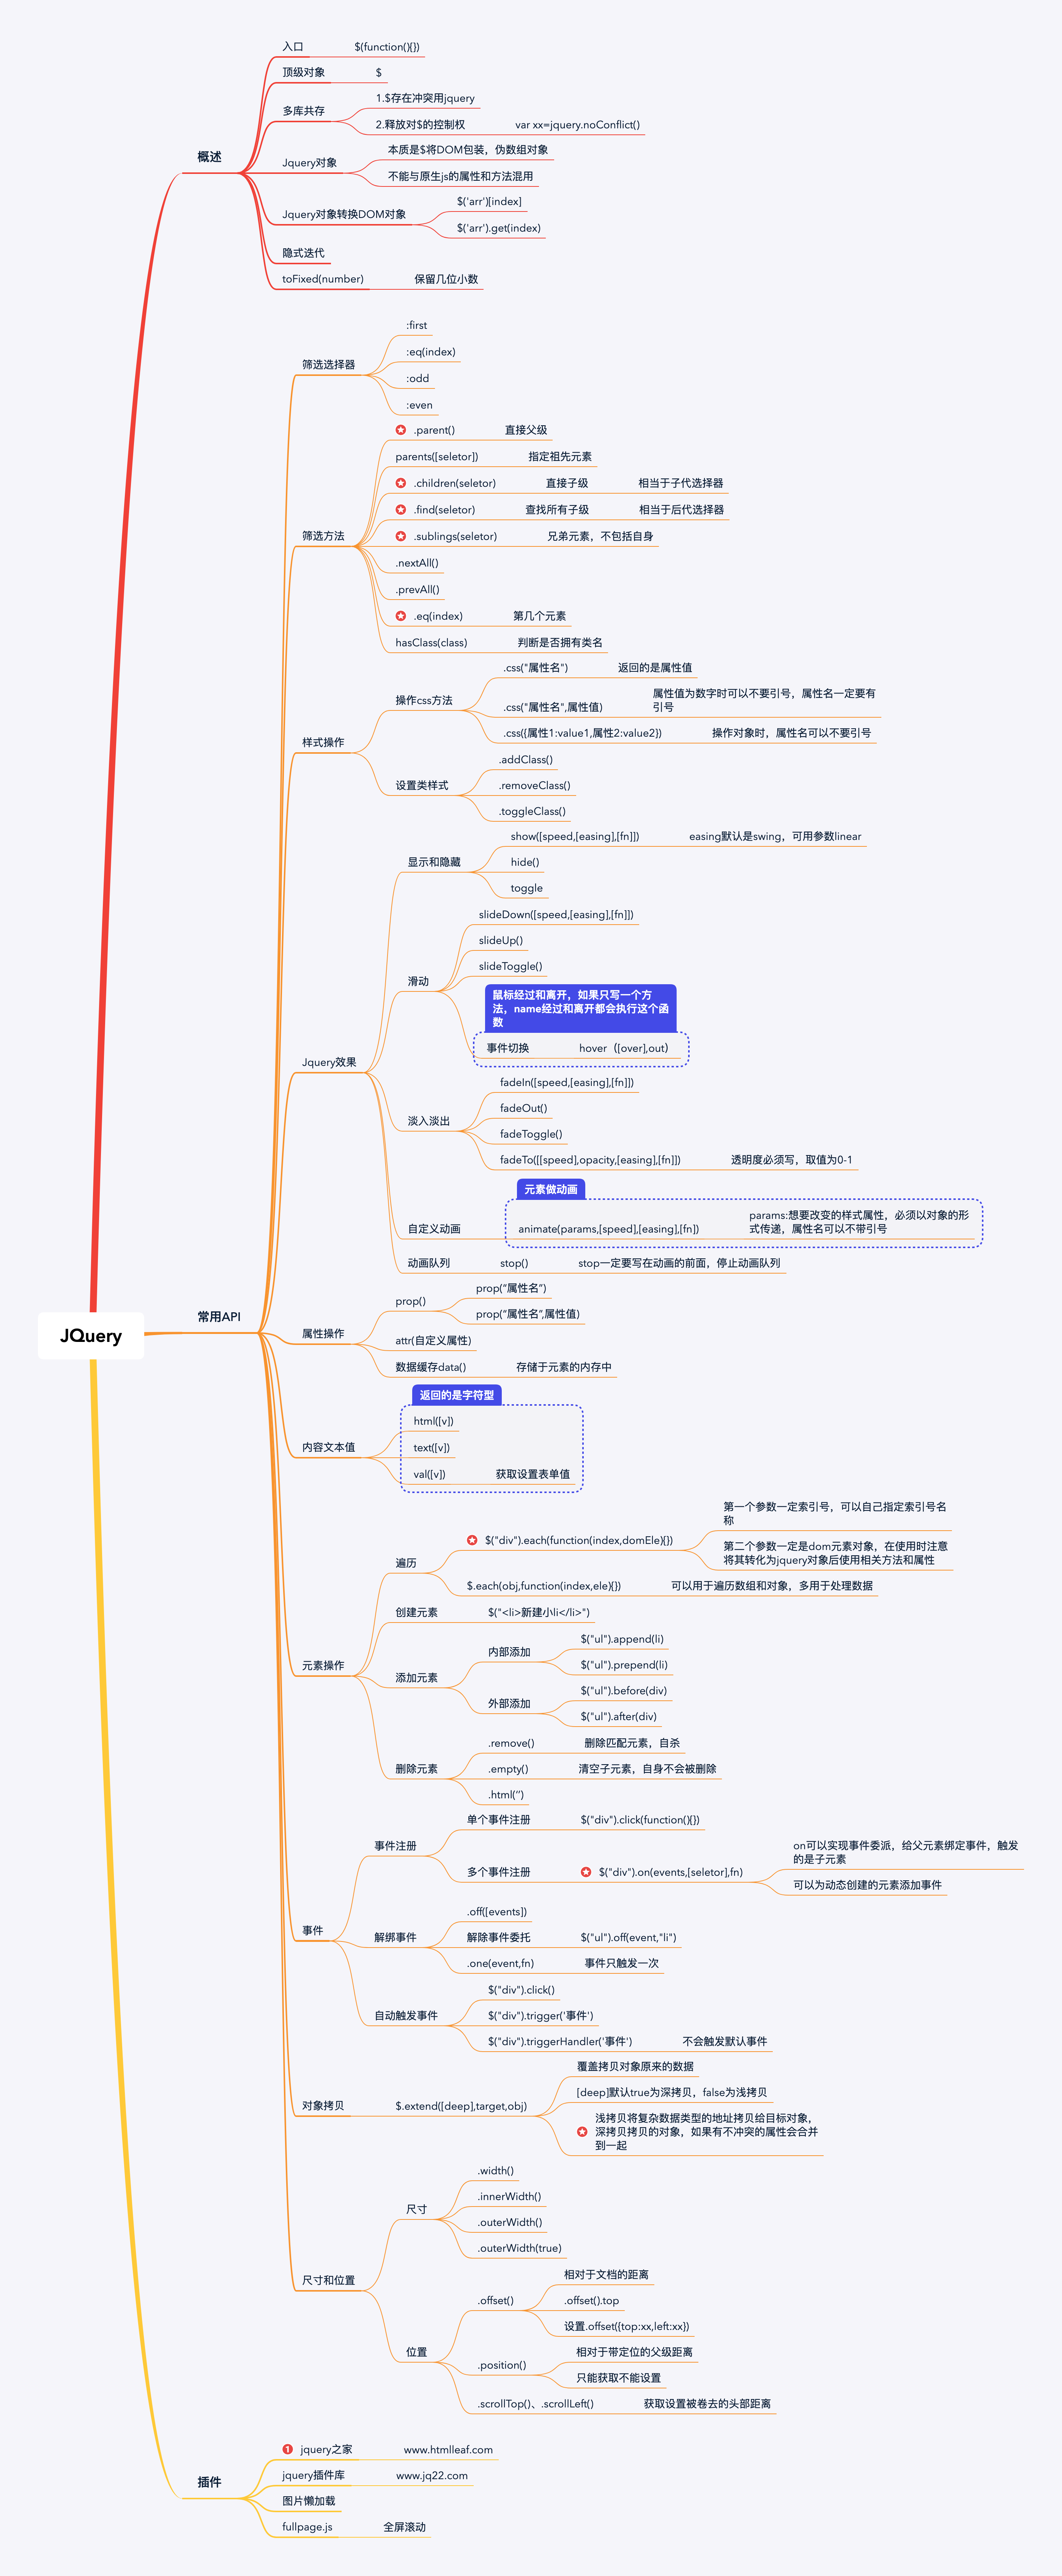 JQuery
概述
入口
$(function(){})
顶级对象
$
多库共存
1.$存在冲突用jquery
2.释放对$的控制权
var xx=jquery.noConflict()
Jquery对象
本质是$将DOM包装，伪数组对象
不能与原生js的属性和方法混用
Jquery对象转换DOM对象
$('arr')[index]
$('arr').get(index)
隐式迭代
toFixed(number)
保留几位小数
常用API
筛选选择器
:first
:eq(index)
:odd
:even
筛选方法
.parent()
直接父级
parents([seletor])
指定祖先元素
.children(seletor)
直接子级
相当于子代选择器
.find(seletor)
查找所有子级
相当于后代选择器
.sublings(seletor)
兄弟元素，不包括自身
.nextAll()
.prevAll()
.eq(index)
第几个元素
hasClass(class)
判断是否拥有类名
样式操作
操作css方法
.css("属性名")
返回的是属性值
.css("属性名",属性值)
属性值为数字时可以不要引号，属性名一定要有
引号
.css({属性1:value1,属性2:value2})
操作对象时，属性名可以不要引号
设置类样式
.addClass()
.removeClass()
.toggleClass()
Jquery效果
显示和隐藏
show([speed,[easing],[fn]])
easing默认是swing，可用参数linear
hide()
toggle
滑动
slideDown([speed,[easing],[fn]])
slideUp()
slideToggle()
鼠标经过和离开，如果只写一个方
法，name经过和离开都会执行这个函
数
事件切换
hover（[over],out）
淡入淡出
fadeIn([speed,[easing],[fn]])
fadeOut()
fadeToggle()
fadeTo([[speed],opacity,[easing],[fn]])
透明度必须写，取值为0-1
自定义动画
元素做动画
animate(params,[speed],[easing],[fn])
params:想要改变的样式属性，必须以对象的形
式传递，属性名可以不带引号
动画队列
stop()
stop一定要写在动画的前面，停止动画队列
属性操作
prop()
prop(“属性名”)
prop(“属性名”,属性值)
attr(自定义属性)
数据缓存data()
存储于元素的内存中
内容文本值
返回的是字符型
html([v])
text([v])
val([v])
获取设置表单值
元素操作
遍历
$("div").each(function(index,domEle){})
第一个参数一定索引号，可以自己指定索引号名
称
第二个参数一定是dom元素对象，在使用时注意
将其转化为jquery对象后使用相关方法和属性
$.each(obj,function(index,ele){})
可以用于遍历数组和对象，多用于处理数据
创建元素
$("<li>新建小li</li>")
添加元素
内部添加
$("ul").append(li)
$("ul").prepend(li)
外部添加
$("ul").before(div)
$("ul").after(div)
删除元素
.remove()
删除匹配元素，自杀
.empty()
清空子元素，自身不会被删除
.html(‘’)
事件
事件注册
单个事件注册
$("div").click(function(){})
多个事件注册
$("div").on(events,[seletor],fn)
on可以实现事件委派，给父元素绑定事件，触发
的是子元素
可以为动态创建的元素添加事件
解绑事件
.off([events])
解除事件委托
$("ul").off(event,"li")
.one(event,fn)
事件只触发一次
自动触发事件
$("div").click()
$("div").trigger('事件')
$("div").triggerHandler('事件')
不会触发默认事件
对象拷贝
$.extend([deep],target,obj)
覆盖拷贝对象原来的数据
[deep]默认true为深拷贝，false为浅拷贝
浅拷贝将复杂数据类型的地址拷贝给目标对象，
深拷贝拷贝的对象，如果有不冲突的属性会合并
到一起
尺寸和位置
尺寸
.width()
.innerWidth()
.outerWidth()
.outerWidth(true)
位置
.offset()
相对于文档的距离
.offset().top
设置.offset({top:xx,left:xx})
.position()
相对于带定位的父级距离
只能获取不能设置
.scrollTop()、.scrollLeft()
获取设置被卷去的头部距离
插件
1 jquery之家
www.htmlleaf.com
jquery插件库
www.jq22.com
图片懒加载
fullpage.js
全屏滚动